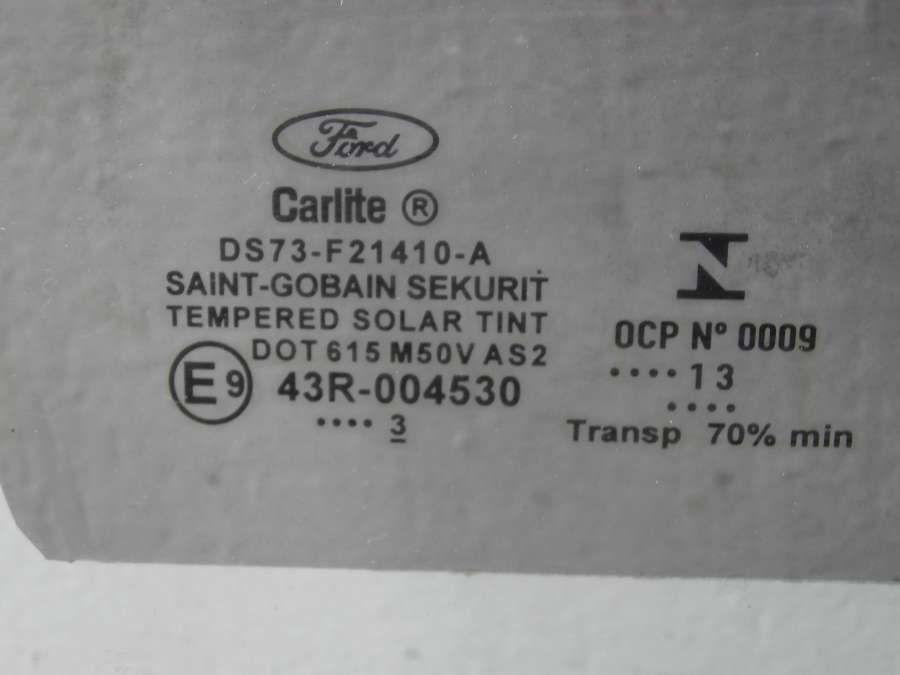 Ford
Carlite ®
DS73-F21410-A
SAINT-GOBAIN SEKURIT
TEMPERED SOLAR TINT
DOT 615 M50V AS2
E9 43R-004530
•••• 3
OCP Nº 0009
••••13
••••
Transp 70% min